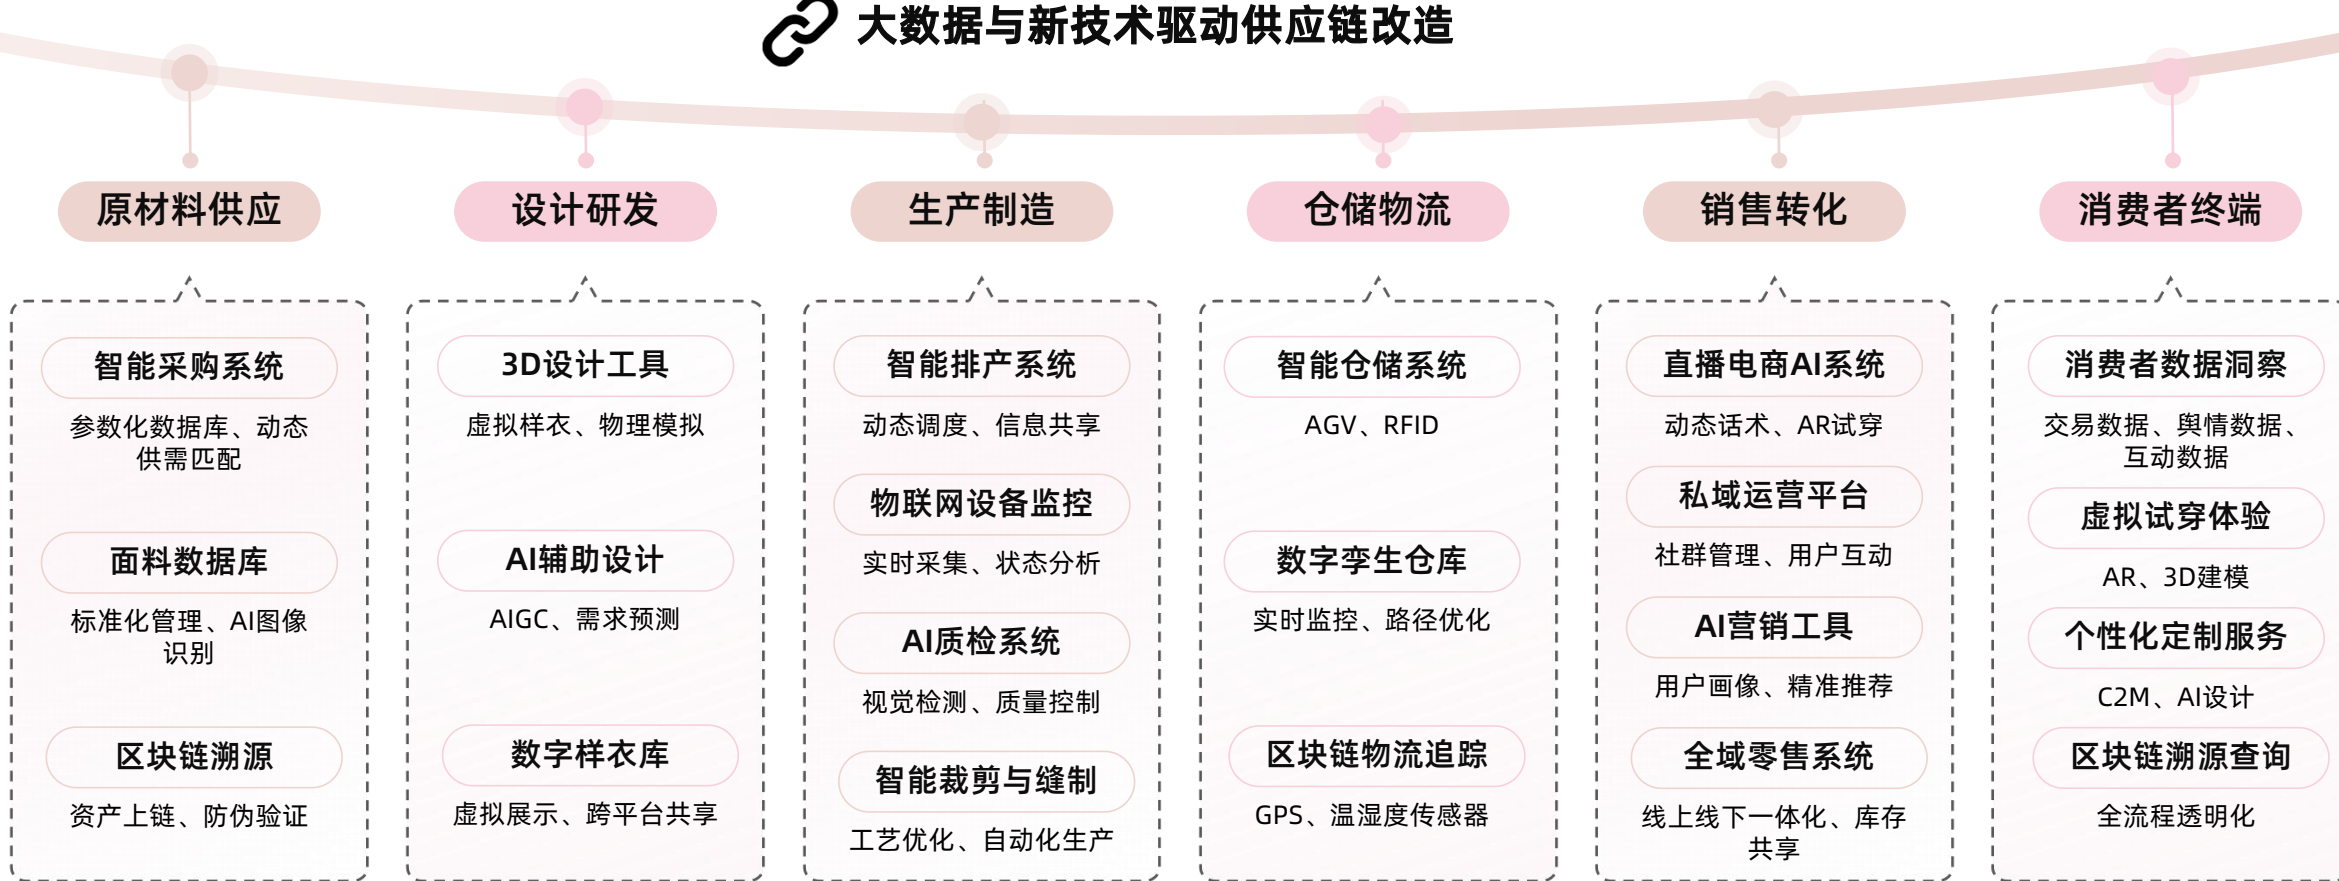 大数据与新技术驱动供应链改造
原材料供应
智能采购系统
参数化数据库、动态
供需匹配
面料数据库
标准化管理、AI图像
识别
区块链溯源
资产上链、防伪验证
设计研发
3D设计工具
虚拟样衣、物理模拟
AI辅助设计
AIGC、需求预测
数字样衣库
虚拟展示、跨平台共享
生产制造
智能排产系统
动态调度、信息共享
物联网设备监控
实时采集、状态分析
AI质检系统
视觉检测、质量控制
智能裁剪与缝制
工艺优化、自动化生产
仓储物流
智能仓储系统
AGV、RFID
数字孪生仓库
实时监控、路径优化
区块链物流追踪
GPS、温湿度传感器
销售转化
直播电商AI系统
动态话术、AR试穿
私域运营平台
社群管理、用户互动
AI营销工具
用户画像、精准推荐
全域零售系统
线上线下一体化、库存
共享
消费者终端
消费者数据洞察
交易数据、舆情数据、
互动数据
虚拟试穿体验
AR、3D建模
个性化定制服务
C2M、AI设计
区块链溯源查询
全流程透明化